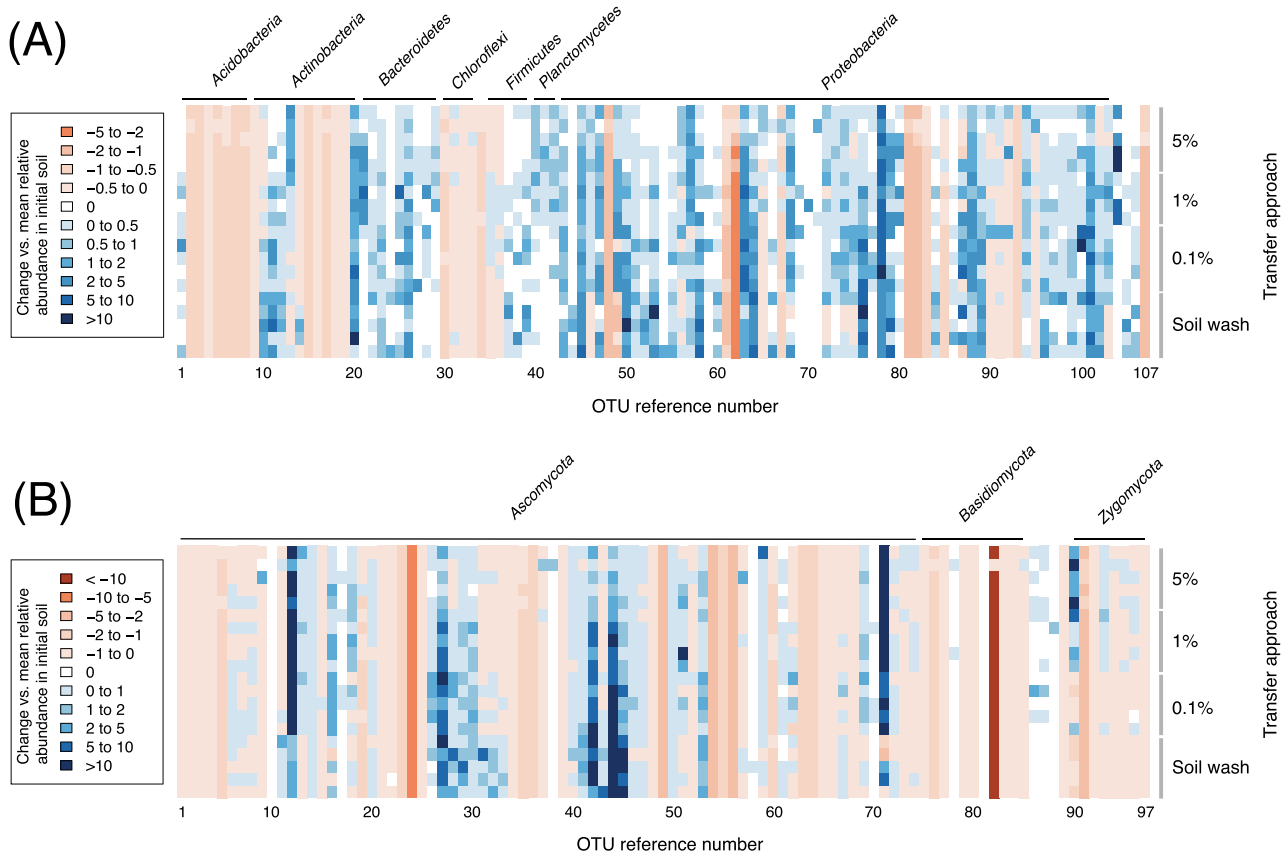 (A)
Acidobacteria
Actinobacteria
Bacteroidetes
Chloroflexi
Firmicutes
Planctomycetes
Proteobacteria
Change vs. mean relative
abundance in initial soil
−5 to −2
−2 to −1
−1 to −0.5
−0.5 to 0
0
0 to 0.5
0.5 to 1
1 to 2
2 to 5
5 to 10
>10
5%
1%
0.1%
Soil wash
Transfer approach
1 10 20 30 40 50 60 70 80 90 100 107
OTU reference number
(B)
Ascomycota
Basidiomycota
Zygomycota
Change vs. mean relative
abundance in initial soil
< −10
−10 to −5
−5 to −2
−2 to −1
−1 to 0
0
0 to 1
1 to 2
2 to 5
5 to 10
>10
5%
1%
0.1%
Soil wash
Transfer approach
1 10 20 30 40 50 60 70 80 90 97
OTU reference number